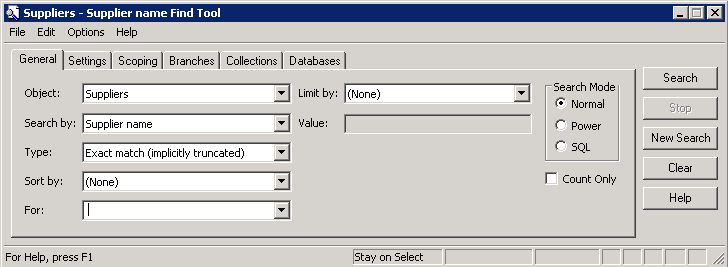 Suppliers - Supplier name Find Tool
File Edit Options Help
General Settings Scoping Branches Collections Databases
Object: Suppliers Limit by: (None) Search Mode Search
Normal
Search by: Supplier name Value: Power Stop
Type: Exact match (implicitly truncated) SQL New Search
Sort by: (None) Count Only Clear
For: Help
For Help, press F1 Stay on Select